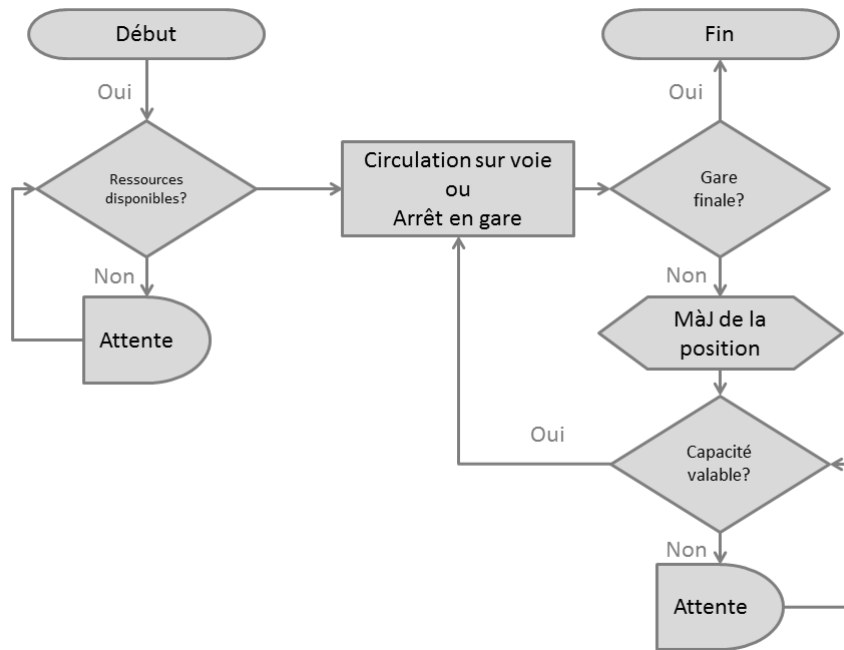 Début
Fin
Oui
Oui
Ressources
disponibles?
Circulation sur voie
ou
Arrêt en gare
Gare
finale?
Non
Non
Attente
MàJ de la
position
Oui
Capacité
valable?
Non
Attente